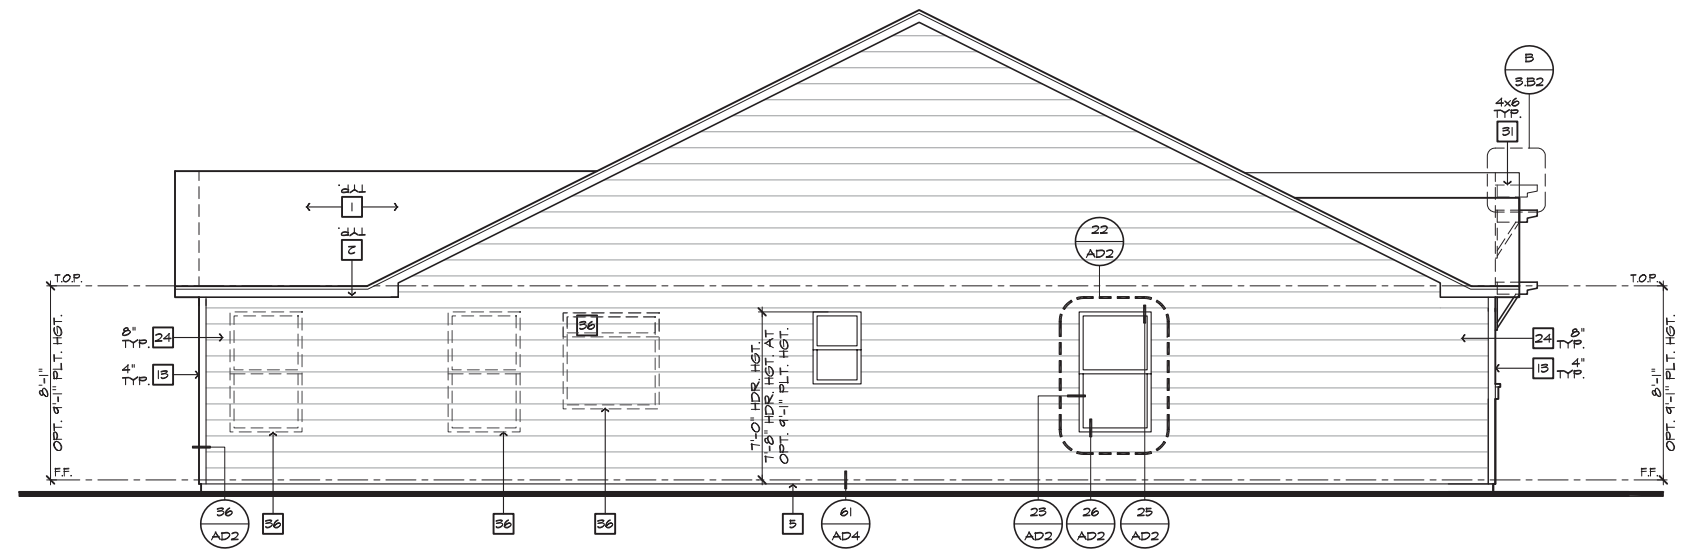 B
3.B2
4x6
TYP.
31
TYP.
1
TYP.
2
22
AD2
T.O.P.
T.O.P.
8'-1"
OPT. 9'-1" PLT. HGT.
8"
TYP.
24
4"
TYP.
13
36
7'-0" HDR. HGT.
7'-8" HDR. HGT. AT
OPT. 9'-1" PLT. HGT.
24
8"
TYP.
13
4"
TYP.
8'-1"
OPT. 9'-1" PLT. HGT.
F.F.
F.F.
36
AD2
36
36
36
5
61
AD4
23
AD2
26
AD2
25
AD2